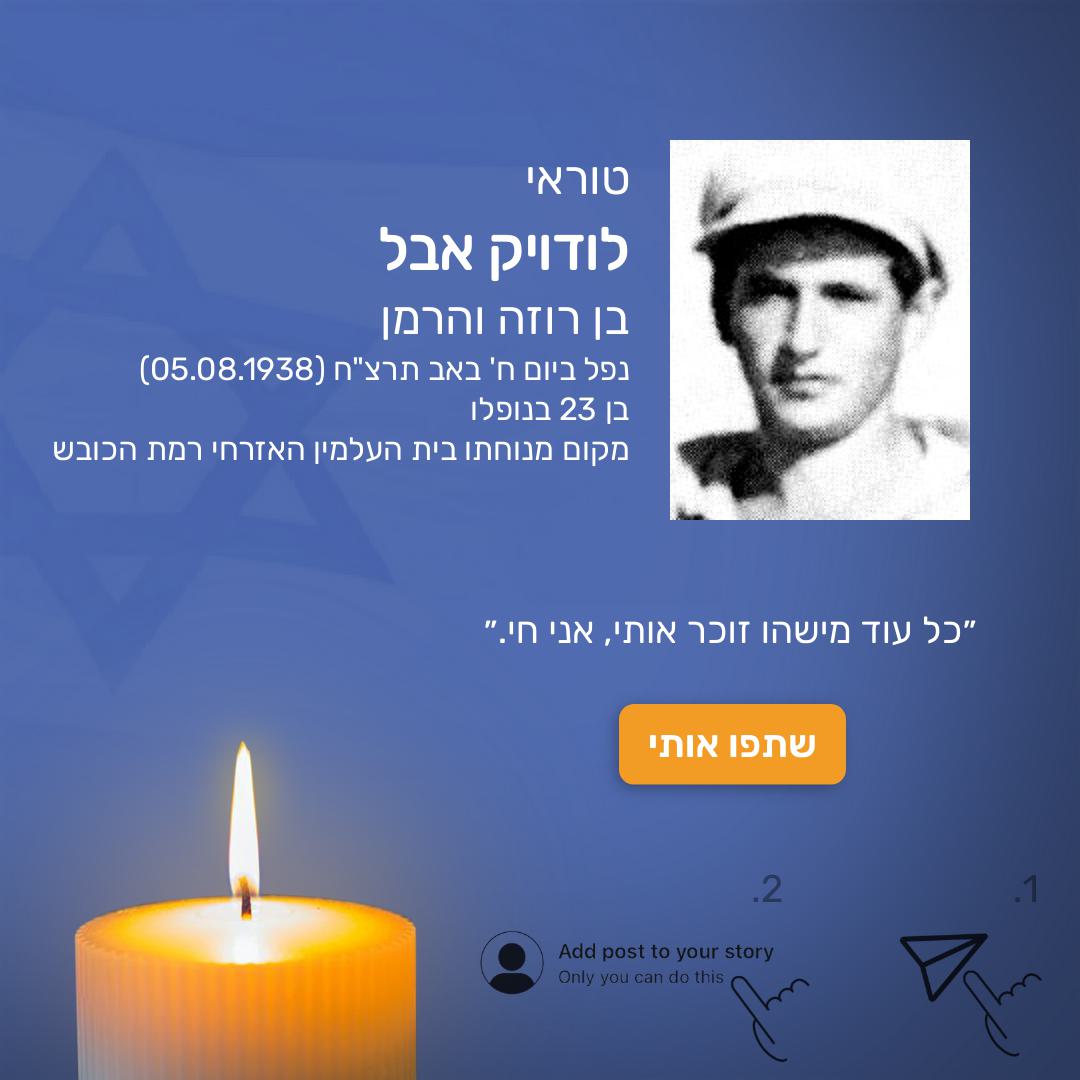 טוראי
לודויק אבל
בן רוזה והרמן
נפל ביום ח' באב תרצ"ח (05.08.1938)
בן 23 בנופלו
מקום מנוחתו בית העלמין האזרחי רמת הכובש
״כל עוד מישהו זוכר אותי, אני חי.״
שתפו אותי
.1
.2
Add post to your story
Only you can do this